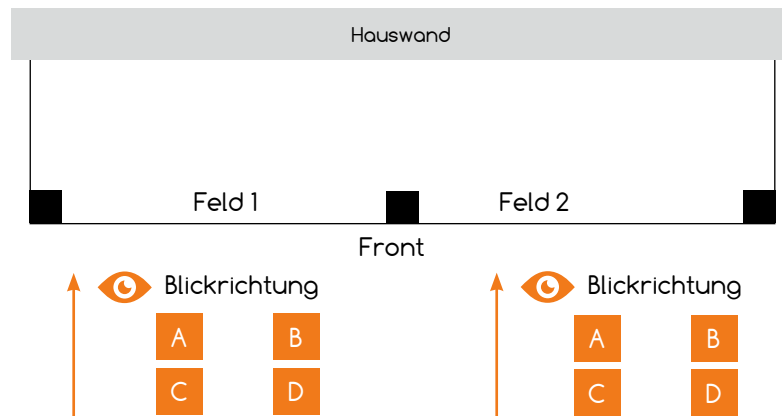 Hauswand
Feld 1 Feld 2
Front
Blickrichtung Blickrichtung
A B A B
C D C D